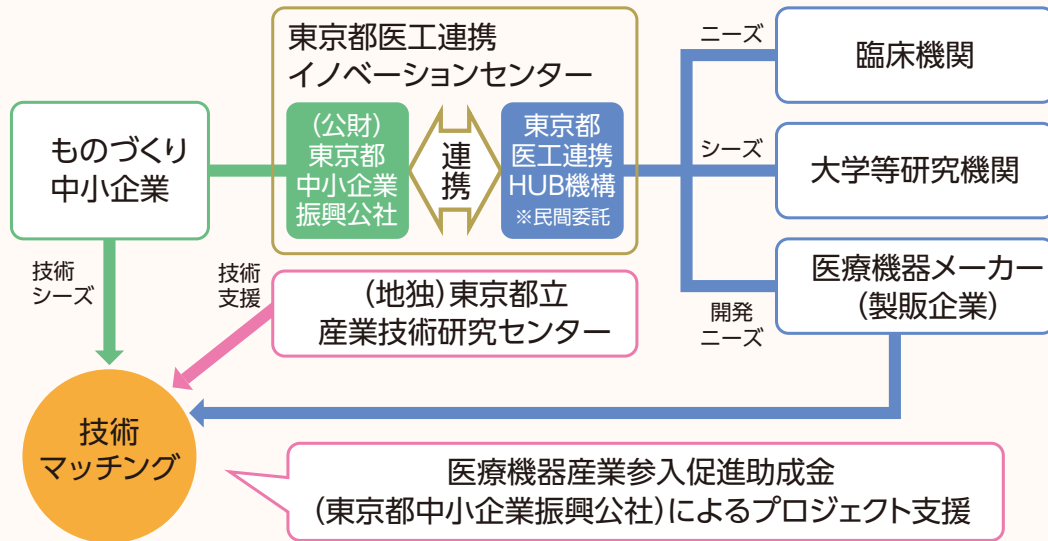 東京都医工連携
イノベーションセンター
ものづくり
中小企業
(公財)
東京都
中小企業
振興公社
連携
東京都
医工連携
HUB機構
※民間委託
ニーズ
臨床機関
シーズ
大学等研究機関
開発
ニーズ
医療機器メーカー
(製販企業)
技術
シーズ
技術
支援
(地独)東京都立
産業技術研究センター
技術
マッチング
医療機器産業参入促進助成金
(東京都中小企業振興公社)によるプロジェクト支援